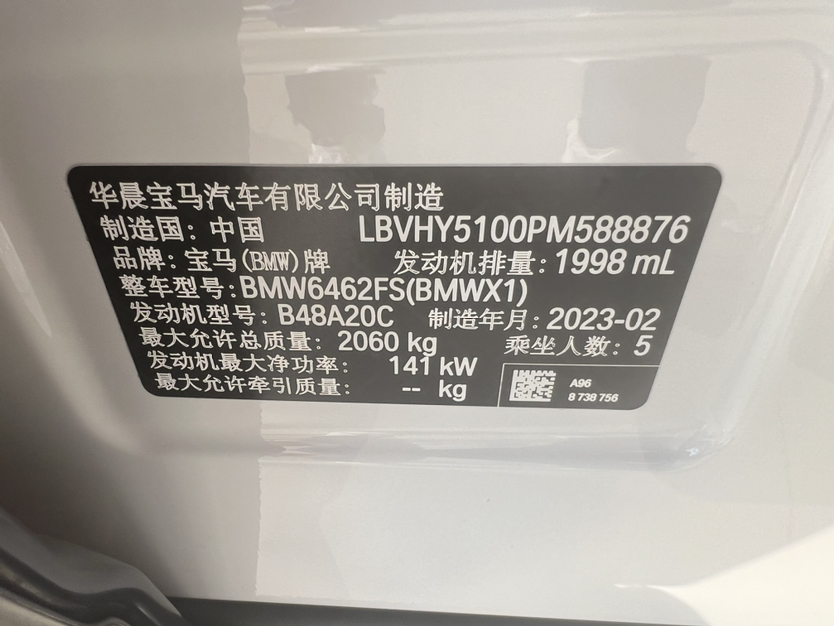 华晨宝马汽车有限公司制造
制造国：中国 LBVHY5100PM588876
品牌：宝马(BMW)牌 发动机排量：1998 mL
整车型号：BMW6462FS(BMWX1)
发动机型号：B48A20C 制造年月：2023-02
最大允许总质量： 2060 kg 乘坐人数：5
发动机最大净功率： 141 kW
最大允许牵引质量： -- kg
A96
8 738 756